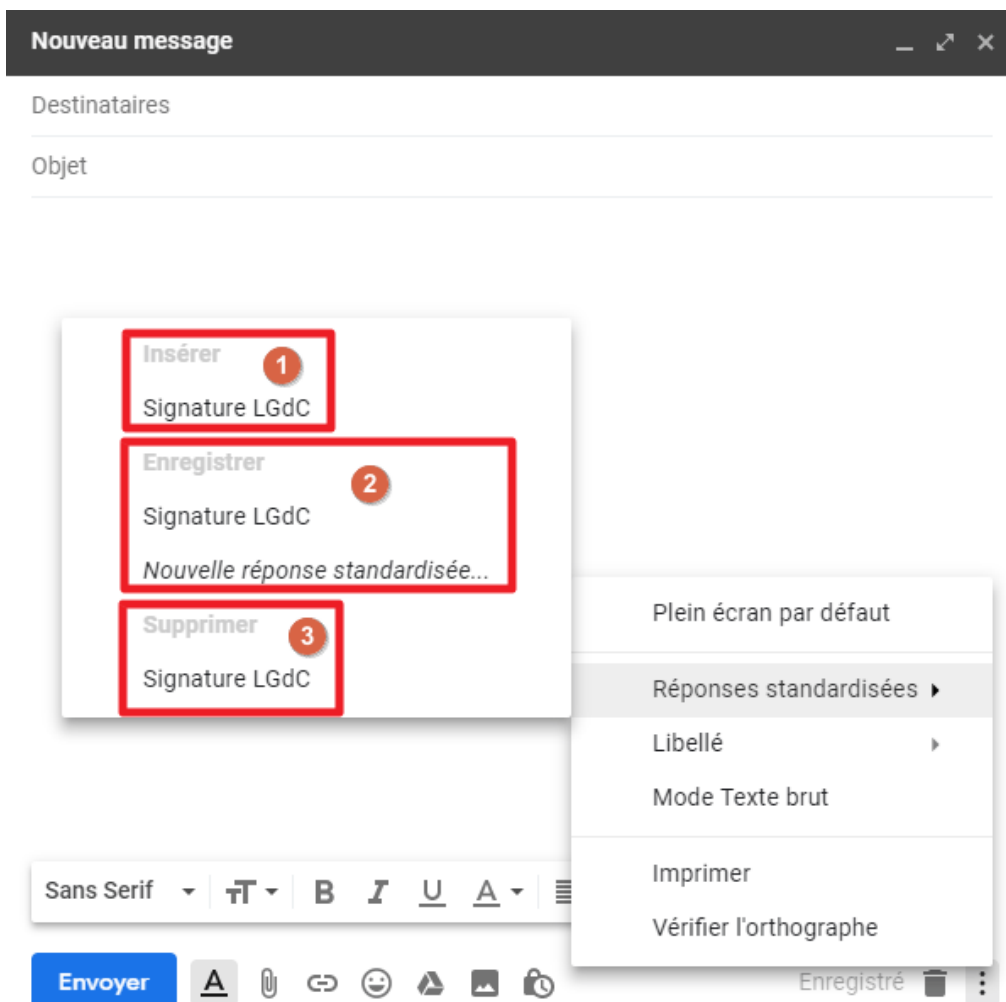 Nouveau message
Destinataires
Objet
Insérer
1
Signature LGdC
Enregistrer
2
Signature LGdC
Nouvelle réponse standardisée...
Supprimer
3
Signature LGdC
Plein écran par défaut
Réponses standardisées
Libellé
Mode Texte brut
Imprimer
Vérifier l'orthographe
Sans Serif
B I U A
Envoyer A
Enregistré